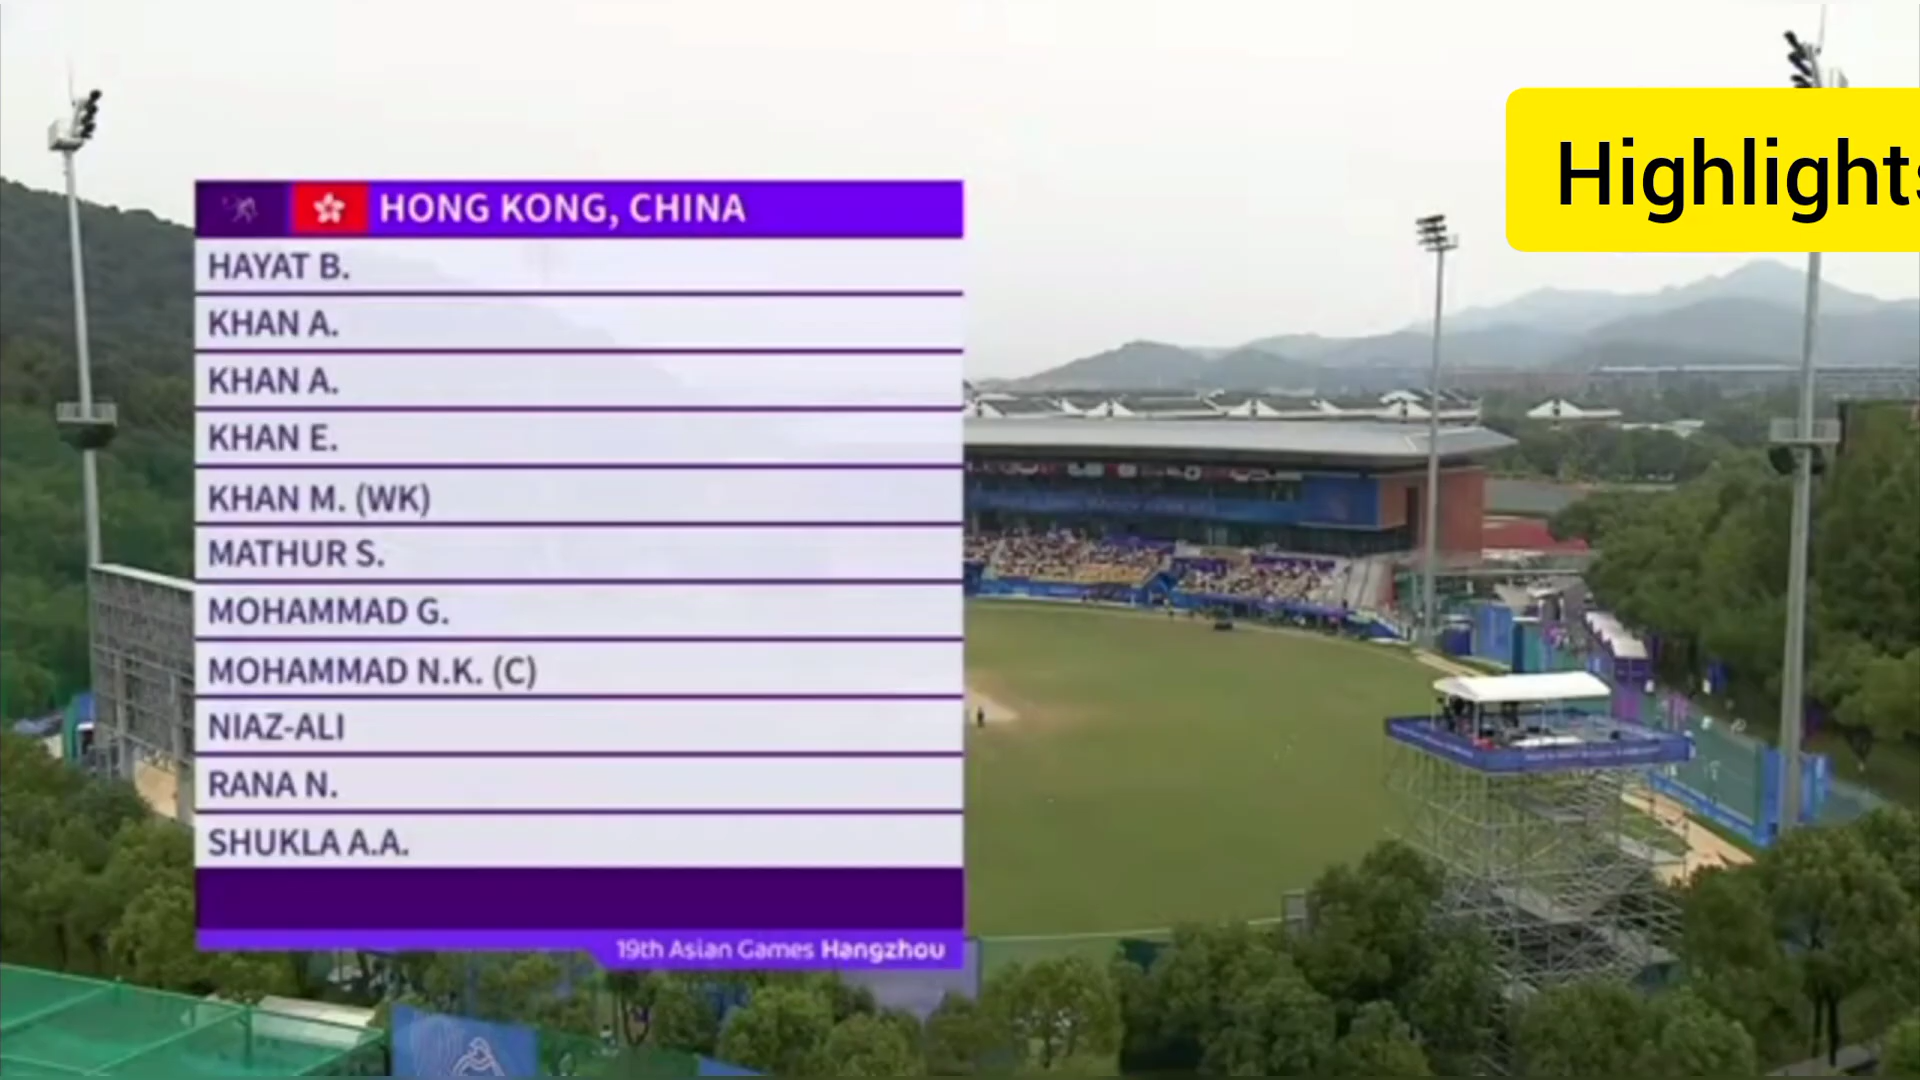 Highlights
HONG KONG, CHINA
HAYAT B.
KHAN A.
KHAN A.
KHAN E.
KHAN M. (WK)
MATHUR S.
MOHAMMAD G.
MOHAMMAD N.K. (C)
NIAZ-ALI
RANA N.
SHUKLA A.A.
19th Asian Games Hangzhou